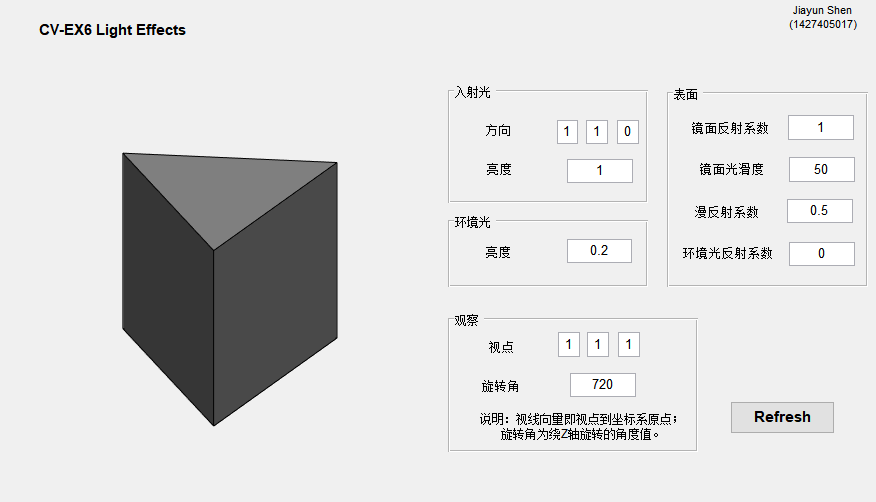 CV-EX6 Light Effects
Jiayun Shen
(1427405017)
入射光
方向 1 1 0
亮度 1
环境光
亮度 0.2
表面
镜面反射系数 1
镜面光滑度 50
漫反射系数 0.5
环境光反射系数 0
观察
视点 1 1 1
旋转角 720
说明：视线向量即视点到坐标系原点；
旋转角为绕Z轴旋转的角度值。
Refresh